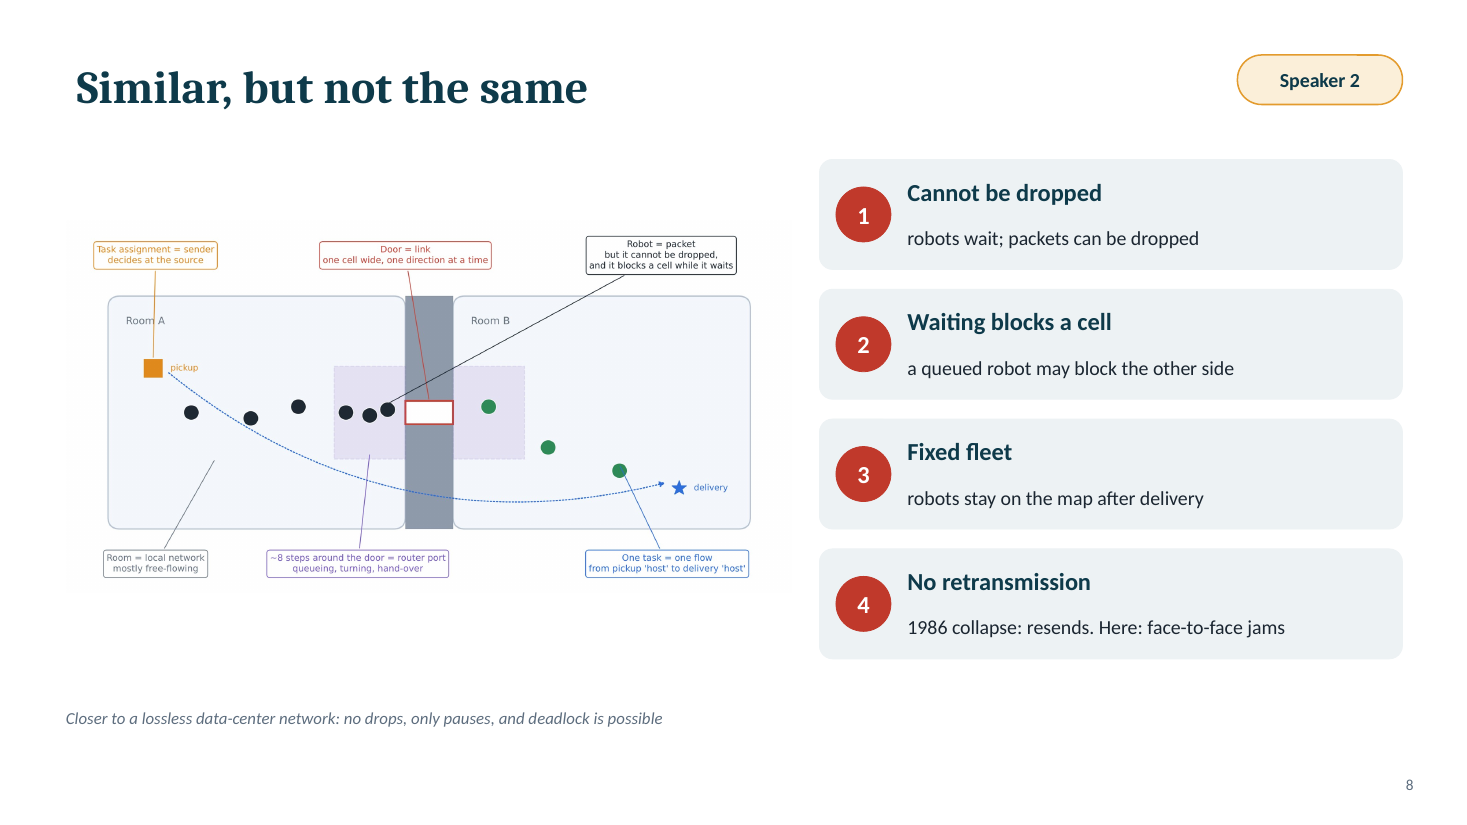 Similar, but not the same
Speaker 2
Task assignment = sender
decides at the source
Door = link
one cell wide, one direction at a time
Robot = packet
but it cannot be dropped,
and it blocks a cell while it waits
Room A
Room B
pickup
delivery
Room = local network
mostly free-flowing
~8 steps around the door = router port
queueing, turning, hand-over
One task = one flow
from pickup 'host' to delivery 'host'
1
Cannot be dropped
robots wait; packets can be dropped
2
Waiting blocks a cell
a queued robot may block the other side
3
Fixed fleet
robots stay on the map after delivery
4
No retransmission
1986 collapse: resends. Here: face-to-face jams
Closer to a lossless data-center network: no drops, only pauses, and deadlock is possible
8